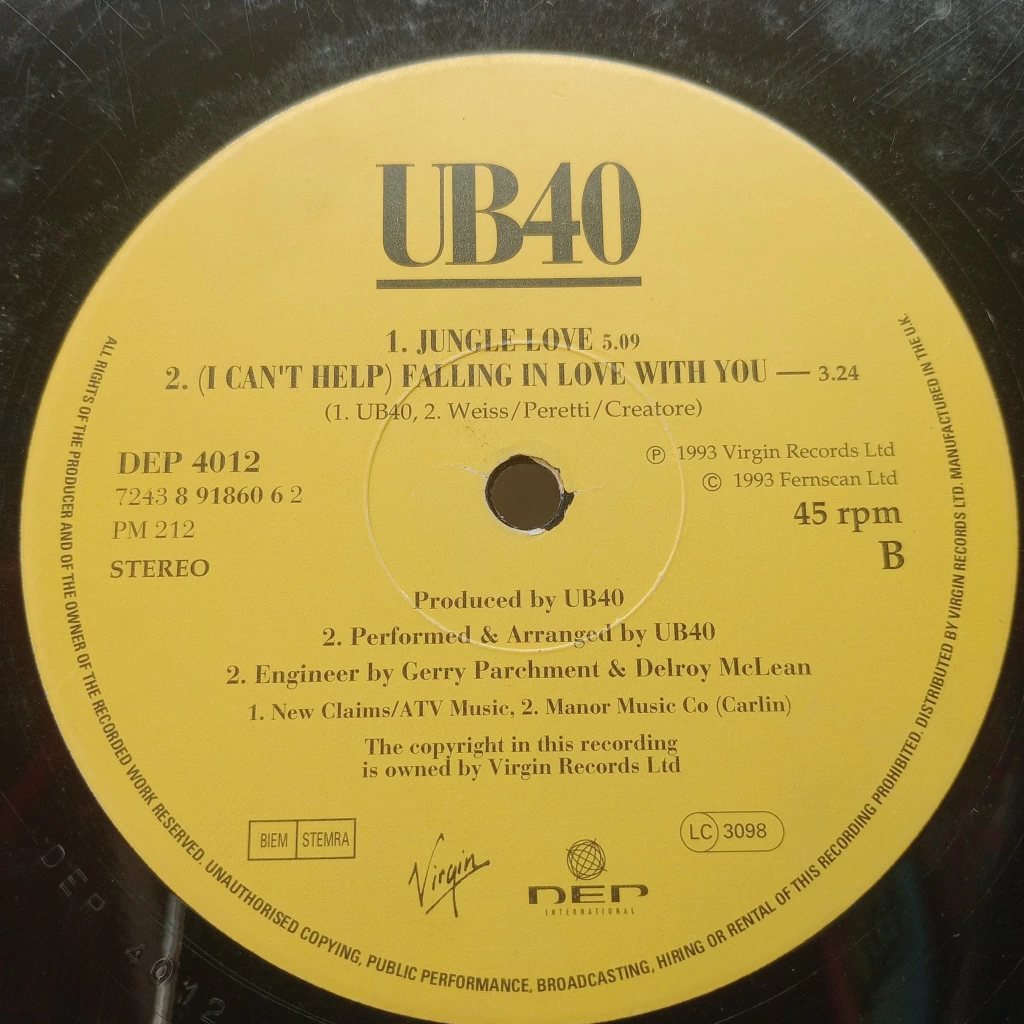 UB40
1. JUNGLE LOVE 5.09
2. (I CAN'T HELP) FALLING IN LOVE WITH YOU — 3.24
(1. UB40, 2. Weiss/Peretti/Creatore)
DEP 4012
7243 8 91860 6 2
PM 212
STEREO
℗ 1993 Virgin Records Ltd
© 1993 Fernscan Ltd
45 rpm
B
Produced by UB40
2. Performed & Arranged by UB40
2. Engineer by Gerry Parchment & Delroy McLean
1. New Claims/ATV Music, 2. Manor Music Co (Carlin)
The copyright in this recording
is owned by Virgin Records Ltd
BIEM STEMRA
Virgin
DEP
INTERNATIONAL
LC 3098
ALL RIGHTS OF THE PRODUCER AND OF THE OWNER OF THE RECORDED WORK RESERVED. UNAUTHORISED COPYING, PUBLIC PERFORMANCE, BROADCASTING, HIRING OR RENTAL OF THIS RECORDING PROHIBITED. DISTRIBUTED BY VIRGIN RECORDS LTD. MANUFACTURED IN THE U.K.
DEP 4012